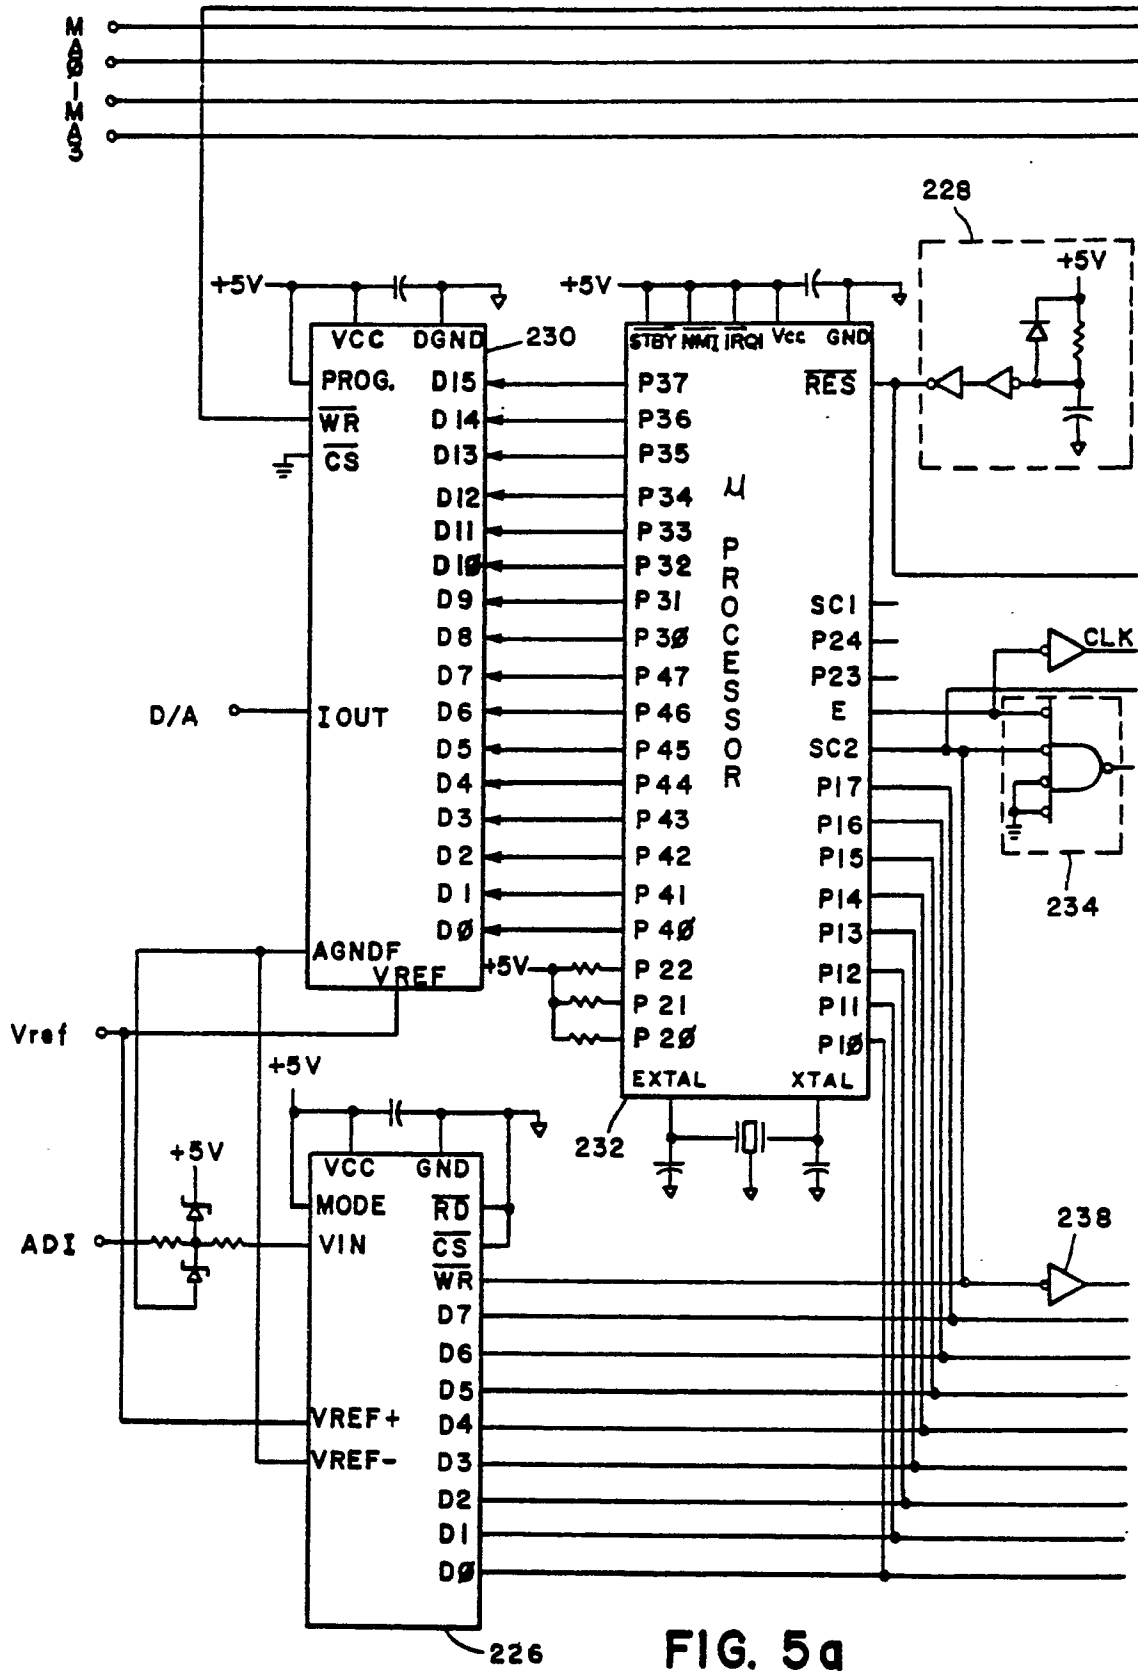 MAØ1MA3
228
+5V
+5V
+5V
VCC DGND
230
STBY NMI IRQ1 Vcc GND
PROG. D15
P37 RES
WR D14
P36
CS D13
P35
D12
P34
D11
P33
D1Ø
P32
D9
P31
SC1
D8
P3Ø
P24
CLK
D7
P47
P23
D/A
IOUT D6
P46
E
D5
P45
SC2
D4
P44
P17
D3
P43
P16
D2
P42
P15
D1
P41
P14
234
DØ
P4Ø
P13
μ PROCESSOR
AGNDF
VREF
+5V
P22
P12
P21
P11
Vref
P2Ø
P1Ø
+5V
EXTAL XTAL
232
+5V
VCC GND
MODE RD
ADI
VIN CS
238
WR
D7
D6
D5
VREF+ D4
VREF- D3
D2
D1
DØ
226
FIG. 5a